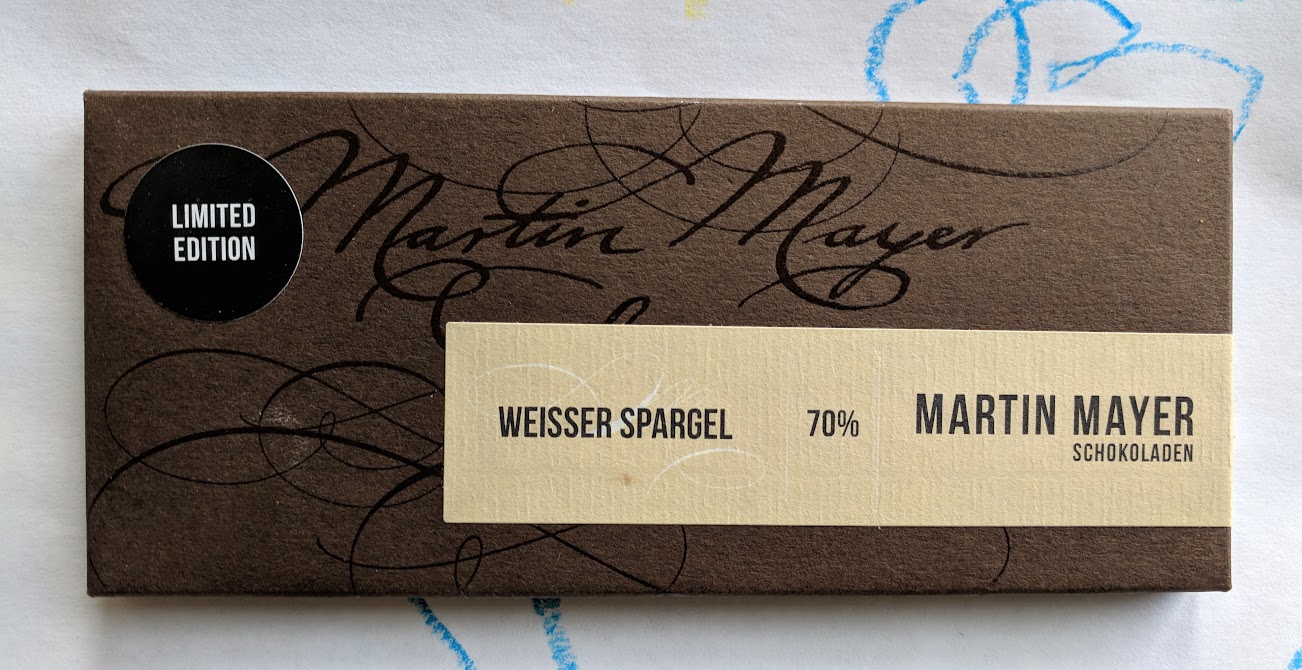 Martin Mayer
LIMITED
EDITION
WEISSER SPARGEL
70%
MARTIN MAYER
SCHOKOLADEN